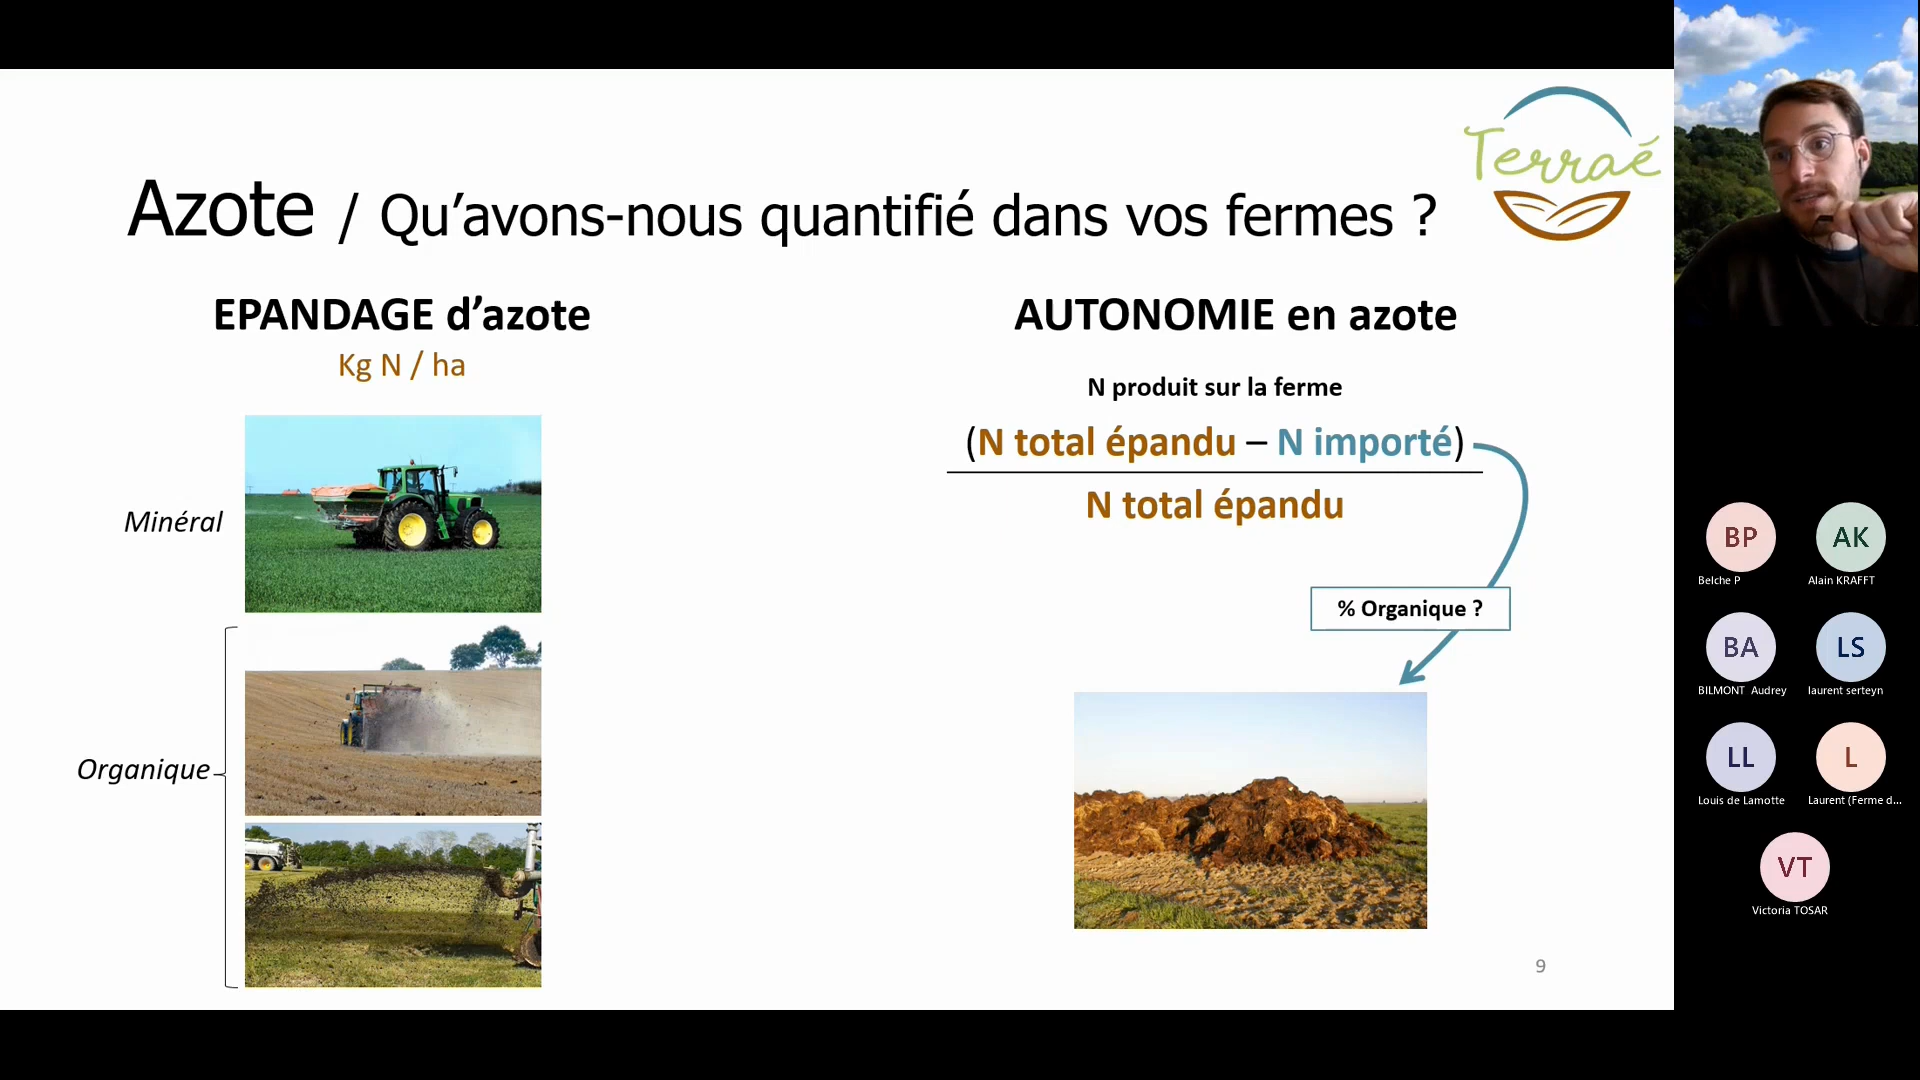 Terraé
Azote / Qu'avons-nous quantifié dans vos fermes ?
EPANDAGE d'azote
Kg N / ha
Minéral
Organique
AUTONOMIE en azote
N produit sur la ferme
(N total épandu – N importé)
N total épandu
% Organique ?
9
BP
Belche P
AK
Alain KRAFFT
BA
BILMONT Audrey
LS
laurent serteyn
LL
Louis de Lamotte
L
Laurent (Ferme d...
VT
Victoria TOSAR